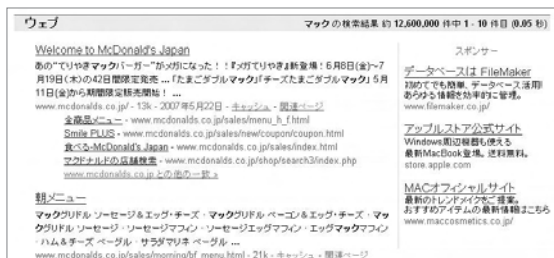 ウェブ
マックの検索結果 約 12,600,000 件中 1 - 10 件目 (0.05 秒)
Welcome to McDonald's Japan
あの“てりやきマックバーガー”がメガになった!!『メガてりやき』新登場!6月8日(金)~7
月19日(木)の42日間限定発売 ...「たまごダブルマック」「チーズたまごダブルマック」5月
11日(金)から期間限定販売開始! ...
www.mcdonalds.co.jp/ - 13k - 2007年5月22日 - キャッシュ - 関連ページ
全商品メニュー - www.mcdonalds.co.jp/sales/menu_h_f.html
Smile PLUS - www.mcdonalds.co.jp/sales/new/coupon/coupon.html
食べる-McDonald's Japan - www.mcdonalds.co.jp/sales/index.html
マクドナルドの店舗検索 - www.mcdonalds.co.jp/shop/search3/index.php
www.mcdonalds.co.jp との他の一致 »
朝メニュー
マックグリドル ソーセージ&エッグ・チーズ・マックグリドル ベーコン&エッグ・チーズ・マッ
クグリドル ソーセージ・ソーセージマフィン・ソーセージエッグマフィン・エッグマックマフィン
・ハム&チーズ ベーグル・サラダマリネ ベーグル ...
www.mcdonalds.co.jp/sales/morning/bf_menu.html - 21k - キャッシュ - 関連ページ
スポンサー
データベースは FileMaker
初めてでも簡単、データベース活用!
あらゆる情報を効率的に管理。
www.filemaker.co.jp/
アップルストア公式サイト
Windows周辺機器も使える
最新MacBook登場。送料無料。
store.apple.com
MACオフィシャルサイト
最新のトレンドメイクをご提案。
おすすめアイテムの最新情報はこちら
www.maccosmetics.co.jp/